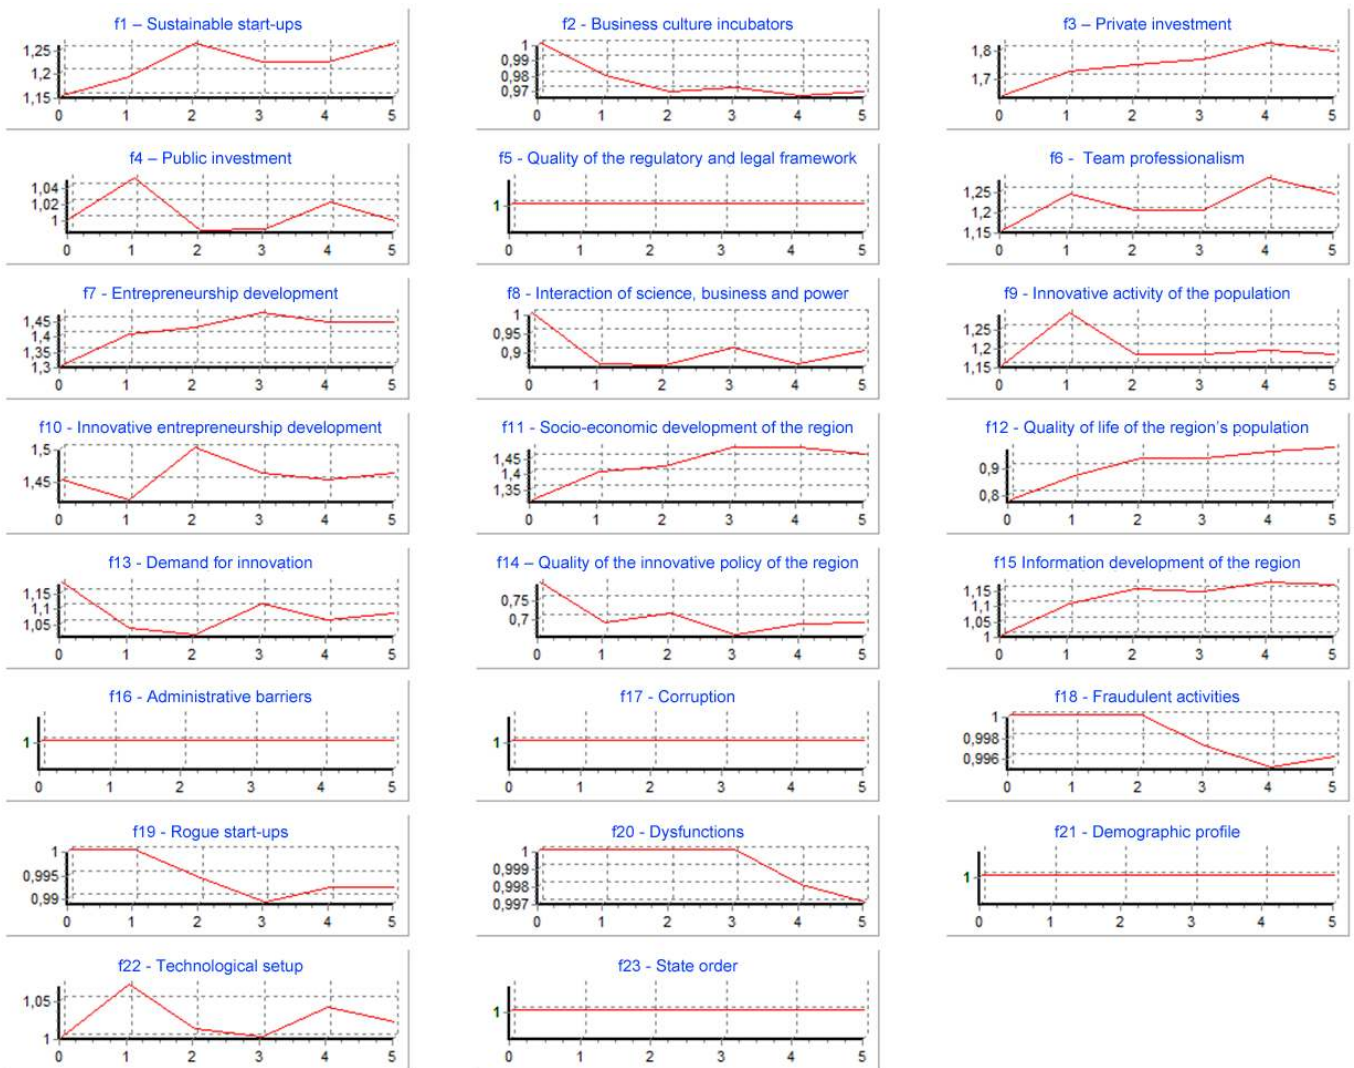 f1 – Sustainable start-ups
1,25
1,2
1,15
0 1 2 3 4 5
f2 - Business culture incubators
1
0,99
0,98
0,97
0 1 2 3 4 5
f3 – Private investment
1,8
1,7
0 1 2 3 4 5
f4 – Public investment
1,04
1,02
1
0 1 2 3 4 5
f5 - Quality of the regulatory and legal framework
1
0 1 2 3 4 5
f6 - Team professionalism
1,25
1,2
1,15
0 1 2 3 4 5
f7 - Entrepreneurship development
1,45
1,4
1,35
1,3
0 1 2 3 4 5
f8 - Interaction of science, business and power
1
0,95
0,9
0 1 2 3 4 5
f9 - Innovative activity of the population
1,25
1,2
1,15
0 1 2 3 4 5
f10 - Innovative entrepreneurship development
1,5
1,45
0 1 2 3 4 5
f11 - Socio-economic development of the region
1,45
1,4
1,35
0 1 2 3 4 5
f12 - Quality of life of the region's population
0,9
0,8
0 1 2 3 4 5
f13 - Demand for innovation
1,15
1,1
1,05
0 1 2 3 4 5
f14 – Quality of the innovative policy of the region
0,75
0,7
0 1 2 3 4 5
f15 Information development of the region
1,15
1,1
1,05
1
0 1 2 3 4 5
f16 - Administrative barriers
1
0 1 2 3 4 5
f17 - Corruption
1
0 1 2 3 4 5
f18 - Fraudulent activities
1
0,998
0,996
0 1 2 3 4 5
f19 - Rogue start-ups
1
0,995
0,99
0 1 2 3 4 5
f20 - Dysfunctions
1
0,999
0,998
0,997
0 1 2 3 4 5
f21 - Demographic profile
1
0 1 2 3 4 5
f22 - Technological setup
1,05
1
0 1 2 3 4 5
f23 - State order
1
0 1 2 3 4 5